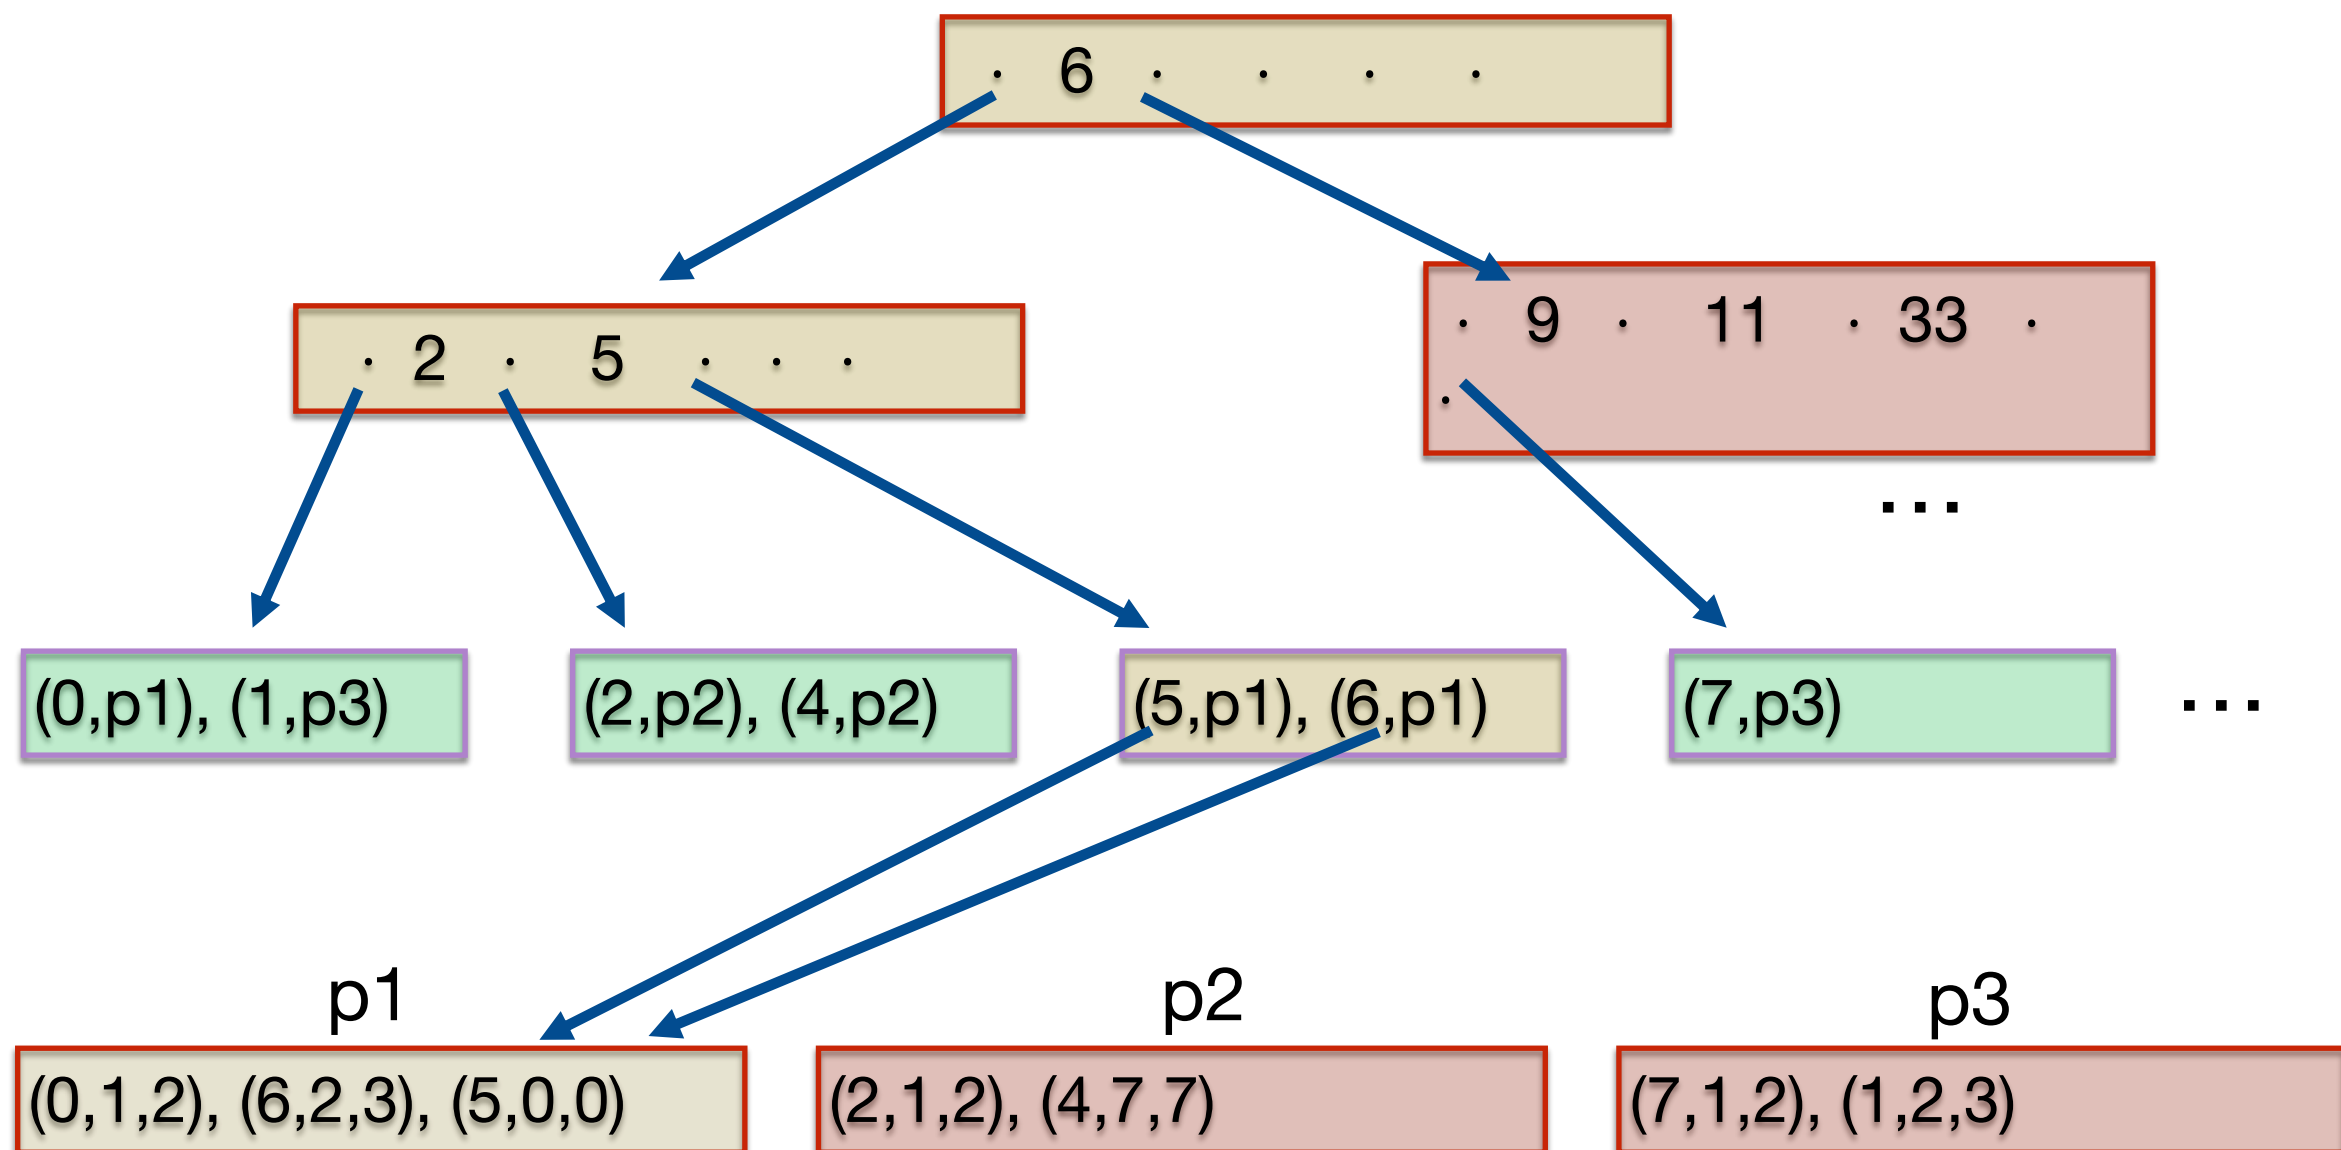 · 6 · · · ·
· 2 · 5 · · ·
· 9 · 11 · 33 ·
·
...
(0,p1), (1,p3)
(2,p2), (4,p2)
(5,p1), (6,p1)
(7,p3)
...
p1
p2
p3
(0,1,2), (6,2,3), (5,0,0)
(2,1,2), (4,7,7)
(7,1,2), (1,2,3)